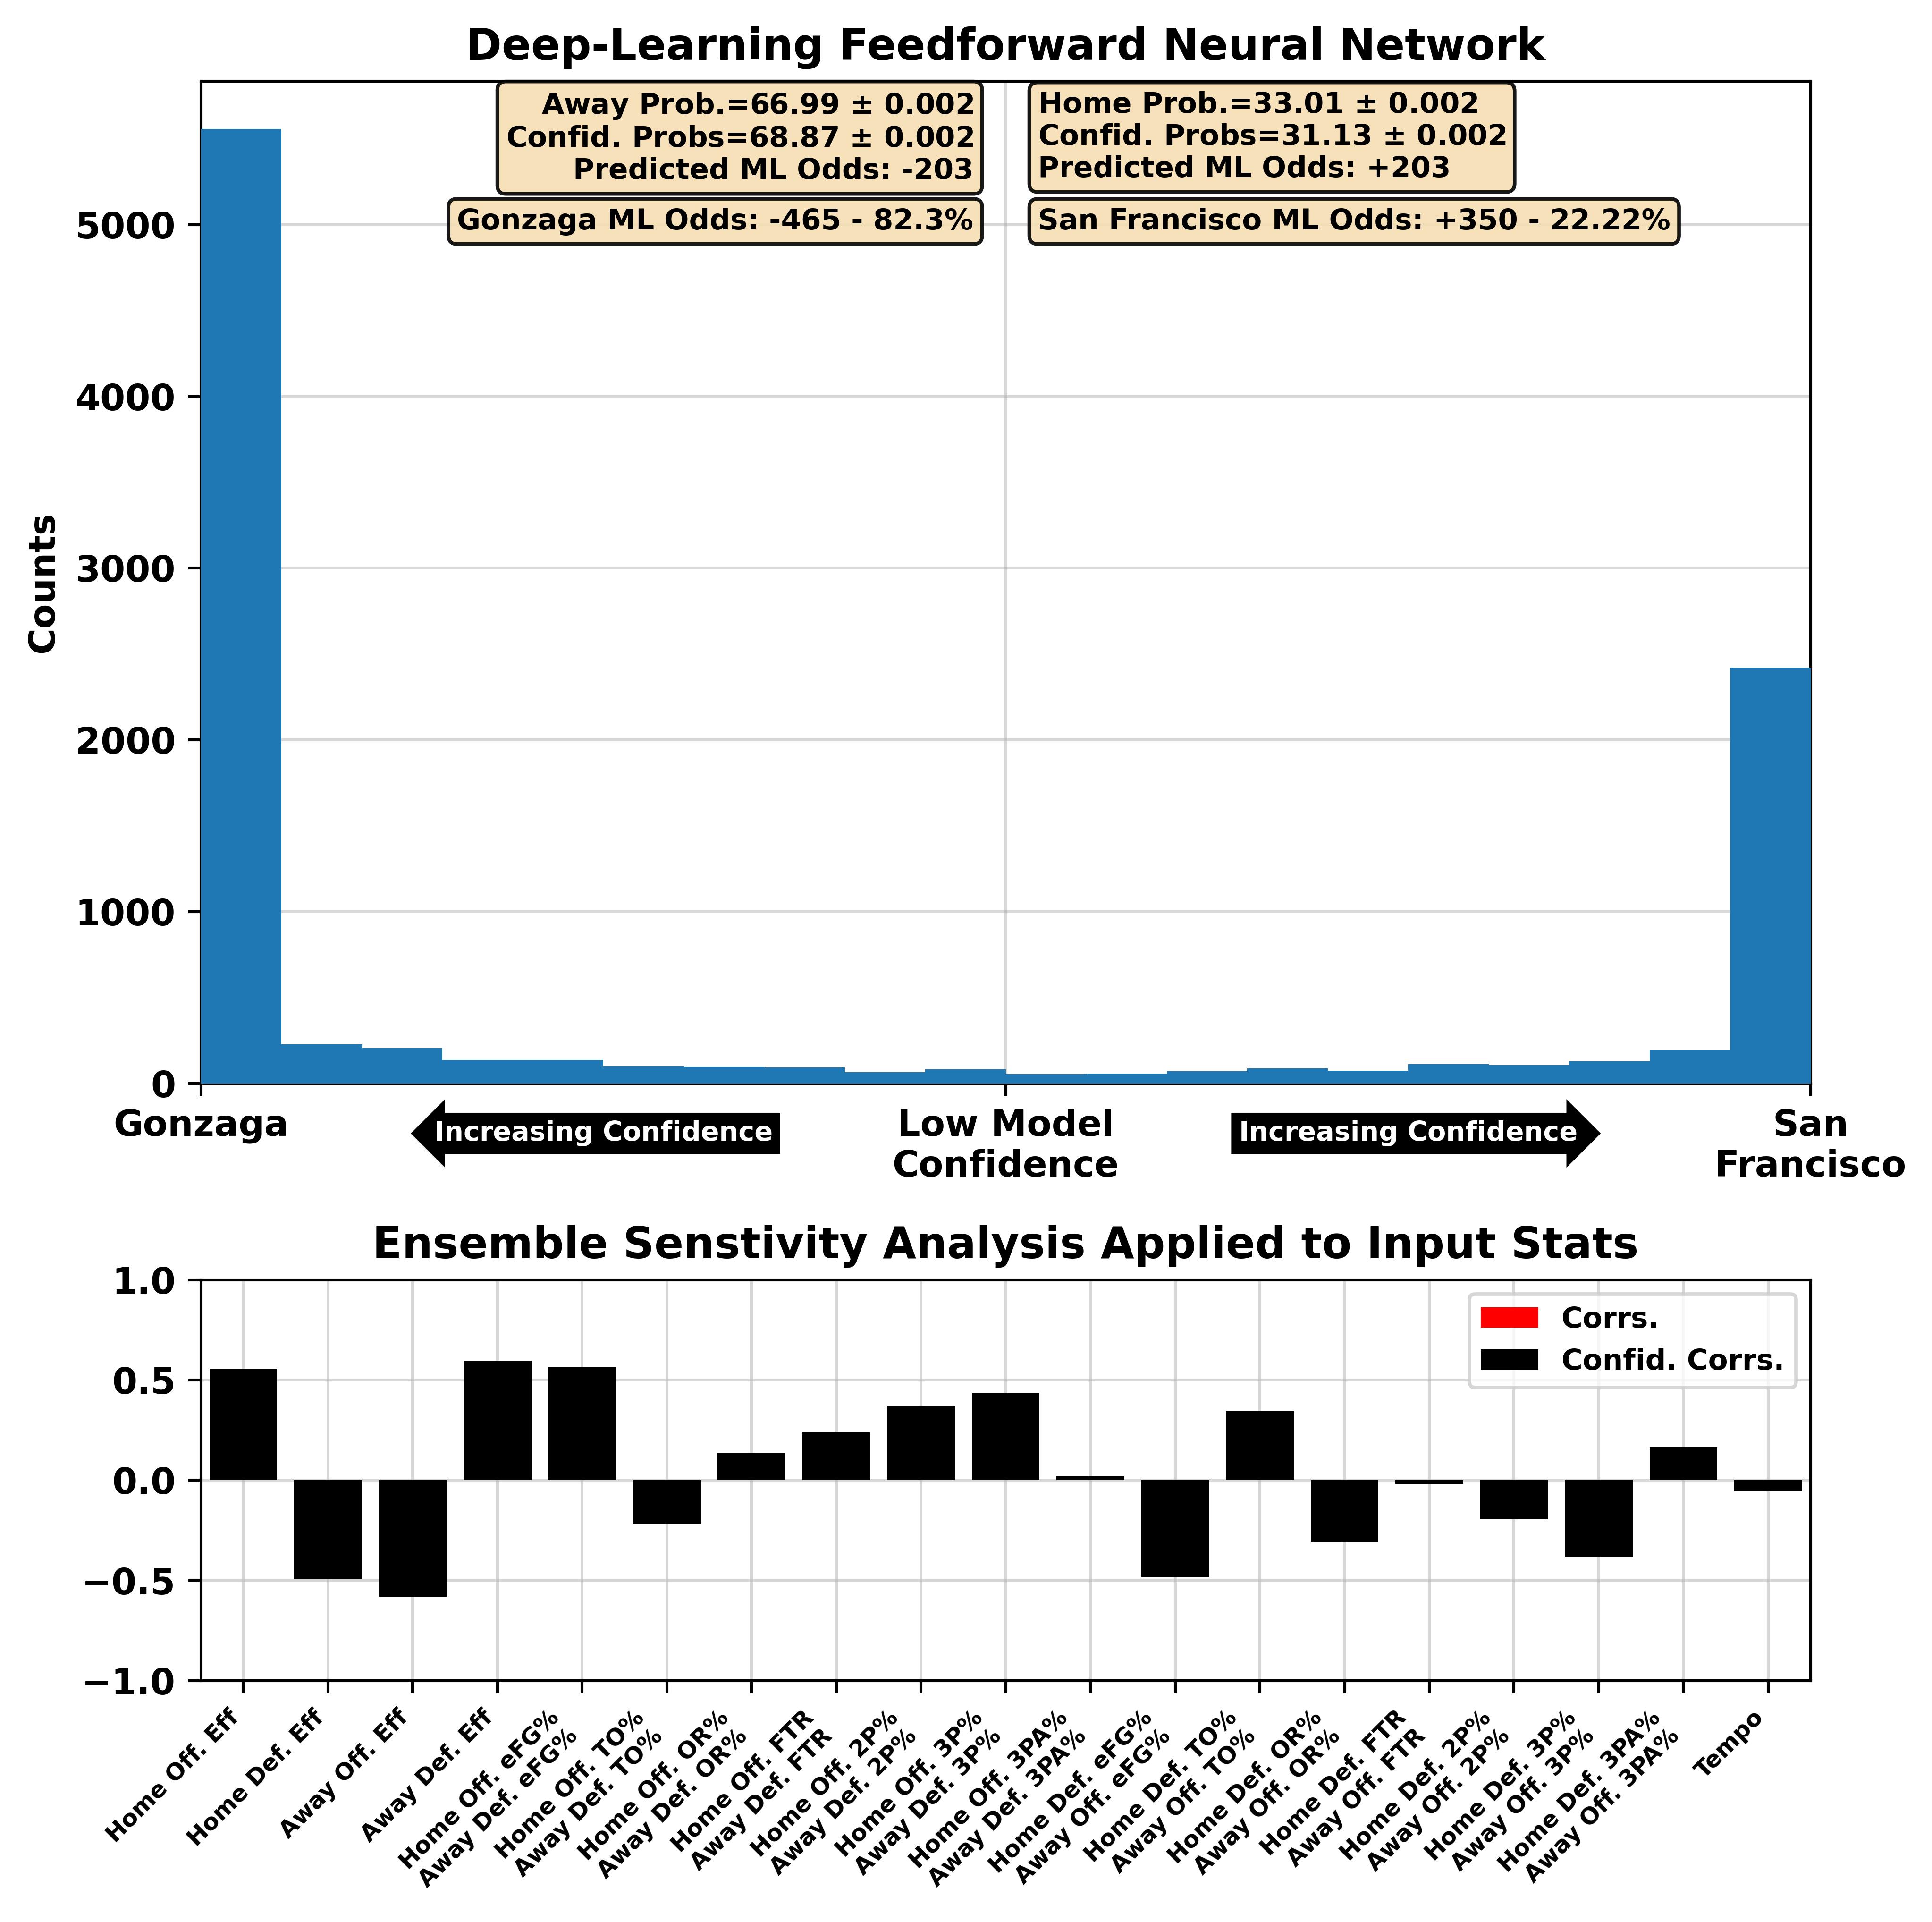 Deep-Learning Feedforward Neural Network
Away Prob.=66.99 ± 0.002
Confid. Probs=68.87 ± 0.002
Predicted ML Odds: -203
Home Prob.=33.01 ± 0.002
Confid. Probs=31.13 ± 0.002
Predicted ML Odds: +203
Gonzaga ML Odds: -465 - 82.3%
San Francisco ML Odds: +350 - 22.22%
Counts
5000
4000
3000
2000
1000
0
Gonzaga
Increasing Confidence
Low Model
Confidence
Increasing Confidence
San
Francisco
Ensemble Senstivity Analysis Applied to Input Stats
1.0
0.5
0.0
−0.5
−1.0
Corrs.
Confid. Corrs.
Home Off. Eff
Home Def. Eff
Away Off. Eff
Away Def. Eff
Home Off. eFG%
Away Def. eFG%
Home Off. TO%
Away Def. TO%
Home Off. OR%
Away Def. OR%
Home Off. FTR
Away Def. FTR
Home Off. 2P%
Away Def. 2P%
Home Off. 3P%
Away Def. 3P%
Home Off. 3PA%
Away Def. 3PA%
Home Def. eFG%
Away Off. eFG%
Home Def. TO%
Away Off. TO%
Home Def. OR%
Away Off. OR%
Home Def. FTR
Away Off. FTR
Home Def. 2P%
Away Off. 2P%
Home Def. 3P%
Away Off. 3P%
Home Def. 3PA%
Away Off. 3PA%
Tempo